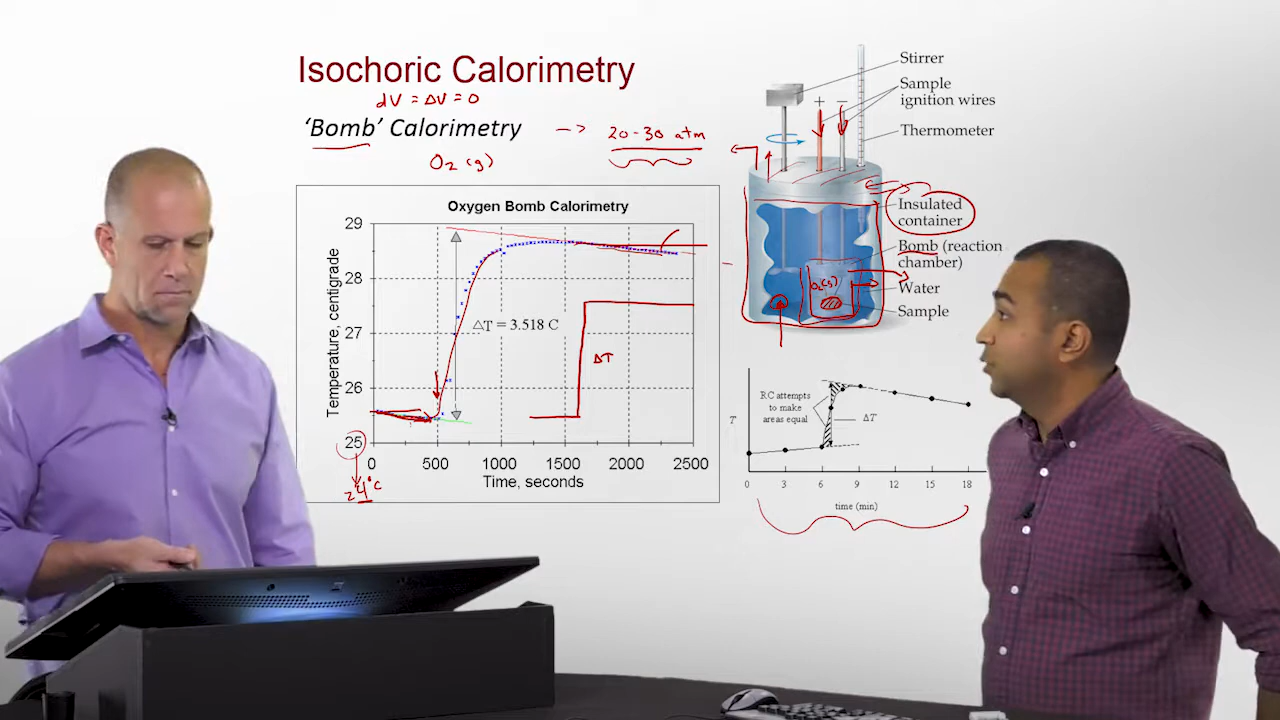 Isochoric Calorimetry
dV = ΔV = 0
‘Bomb’ Calorimetry -> 20-30 atm
O2 (g)
Oxygen Bomb Calorimetry
Temperature, centigrade
29
28
27
26
25
△T = 3.518 C
ΔT
0
500
1000
1500
2000
2500
Time, seconds
24°C
Stirrer
Sample
ignition wires
Thermometer
+
−
Insulated
container
Bomb (reaction
chamber)
Water
Sample
O2(g)
RC attempts
to make
areas equal
ΔT
T
0 3 6 9 12 15 18
time (min)